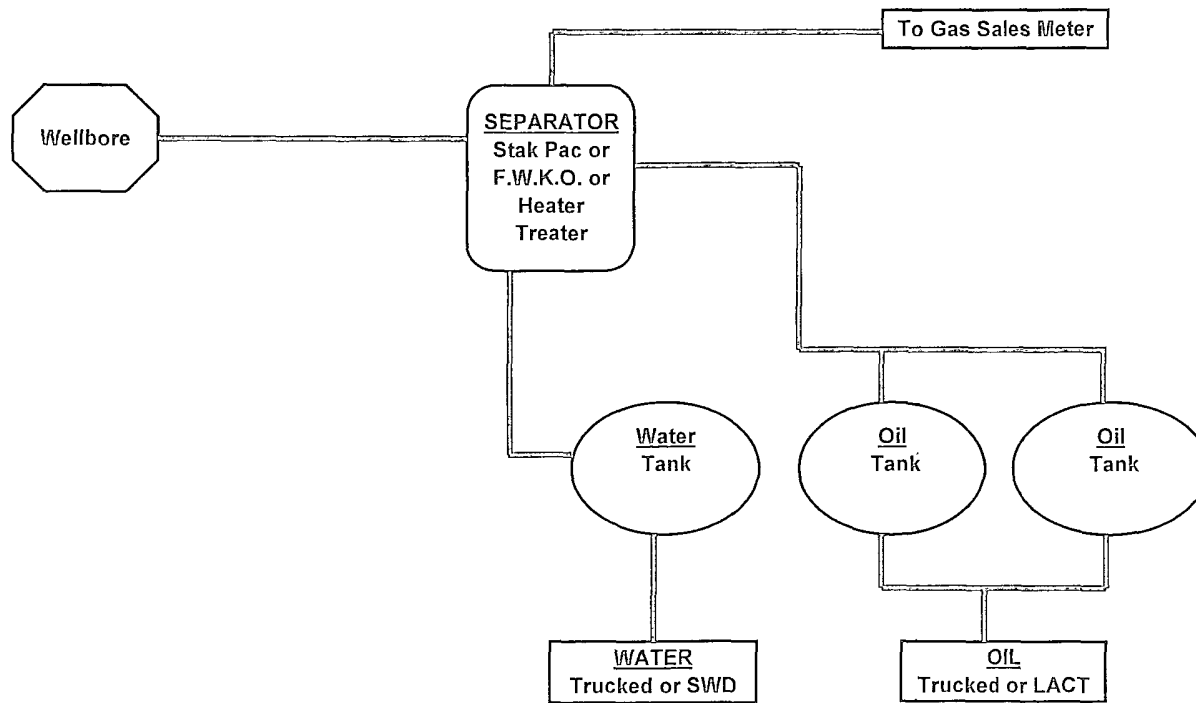 To Gas Sales Meter
Wellbore
SEPARATOR
Stak Pac or
F.W.K.O. or
Heater
Treater
Water
Tank
Oil
Tank
Oil
Tank
WATER
Trucked or SWD
OIL
Trucked or LACT